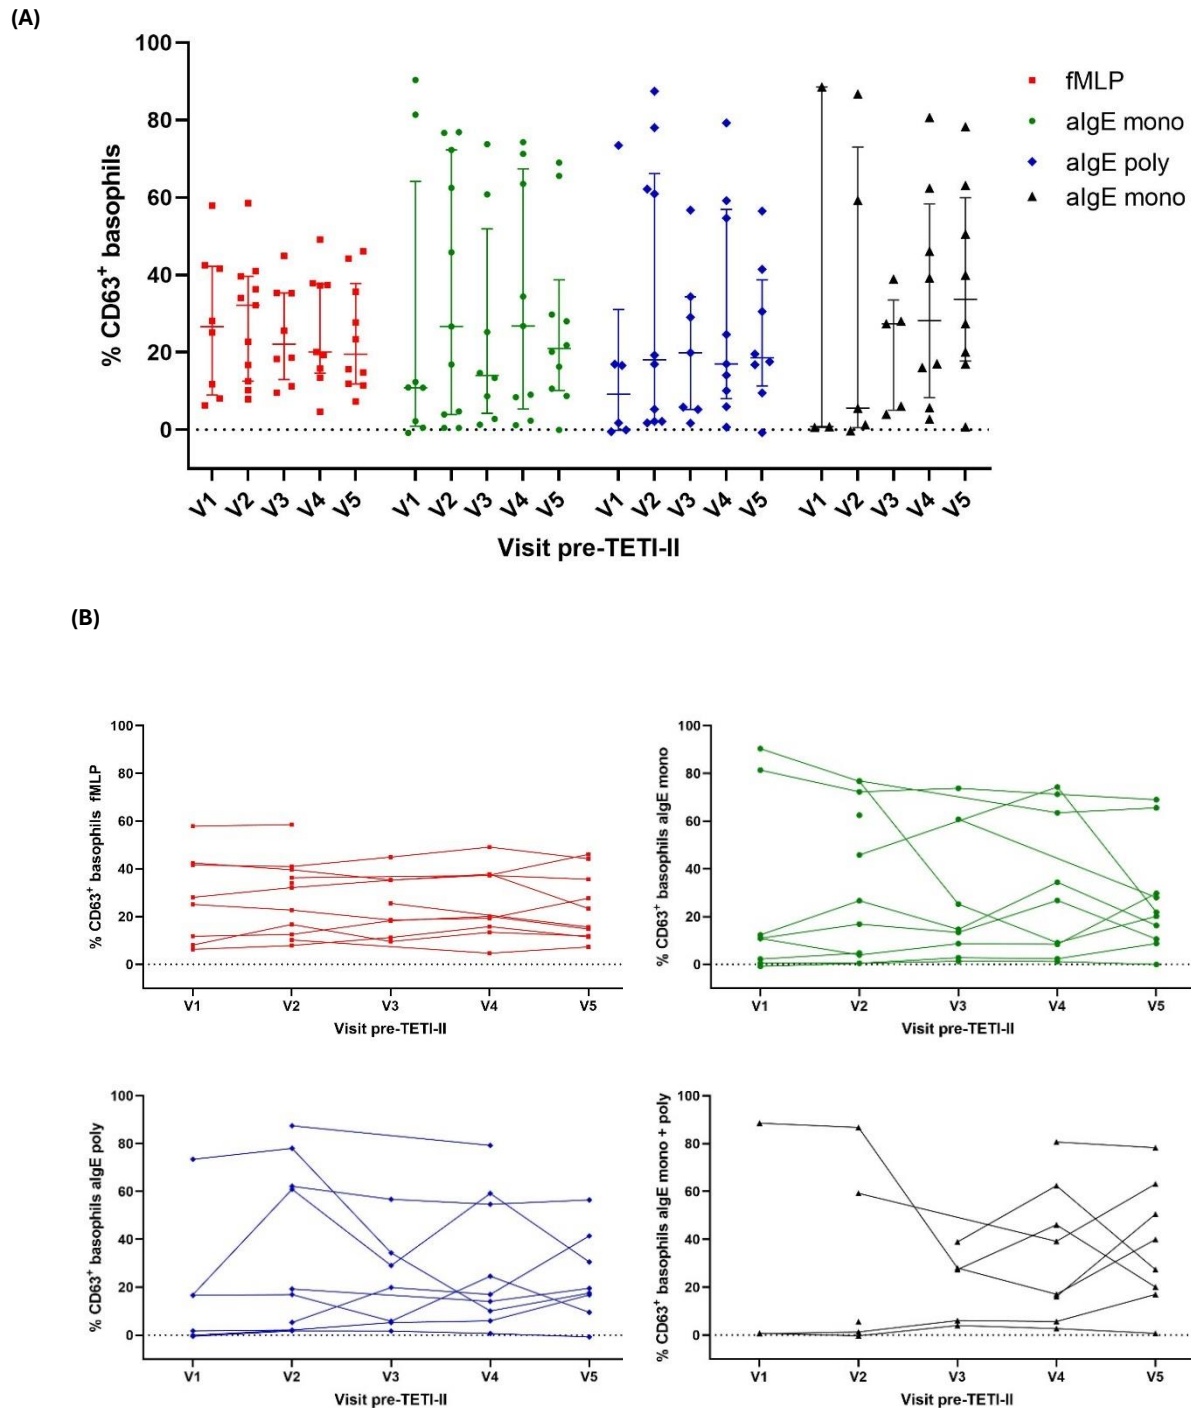 (A)
100
80
60
40
20
0
% CD63+ basophils
V1 V2 V3 V4 V5 V1 V2 V3 V4 V5 V1 V2 V3 V4 V5 V1 V2 V3 V4 V5
Visit pre-TETI-II
fMLP
aIgE mono
aIgE poly
aIgE mono
(B)
100
80
60
40
20
0
% CD63+ basophils fMLP
V1 V2 V3 V4 V5
Visit pre-TETI-II
100
80
60
40
20
0
% CD63+ basophils aIgE mono
V1 V2 V3 V4 V5
Visit pre-TETI-II
100
80
60
40
20
0
% CD63+ basophils aIgE poly
V1 V2 V3 V4 V5
Visit pre-TETI-II
100
80
60
40
20
0
% CD63+ basophils aIgE mono + poly
V1 V2 V3 V4 V5
Visit pre-TETI-II